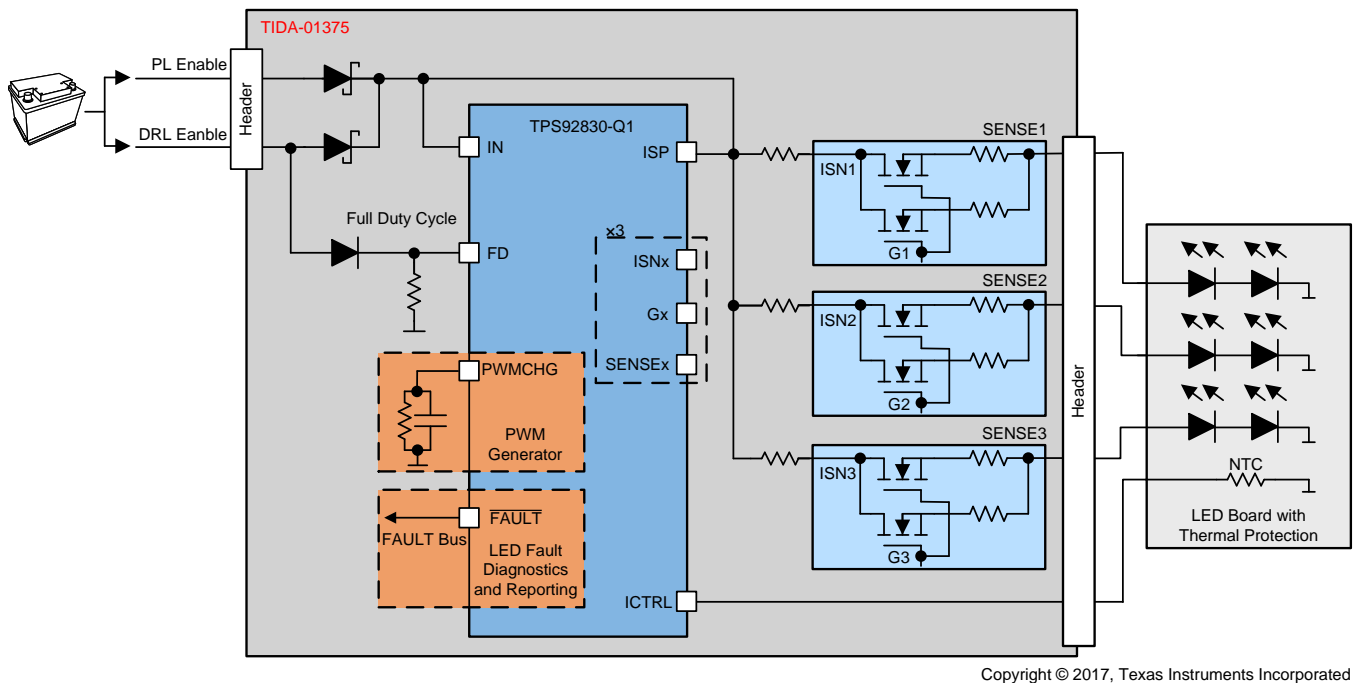 TIDA-01375
PL Enable
DRL Eanble
Header
TPS92830-Q1
IN
ISP
Full Duty Cycle
FD
x3
ISNx
Gx
SENSEx
PWMCHG
PWM
Generator
FAULT
FAULT Bus
LED Fault
Diagnostics
and Reporting
ICTRL
SENSE1
ISN1
G1
SENSE2
ISN2
G2
SENSE3
ISN3
G3
Header
NTC
LED Board with
Thermal Protection
Copyright © 2017, Texas Instruments Incorporated